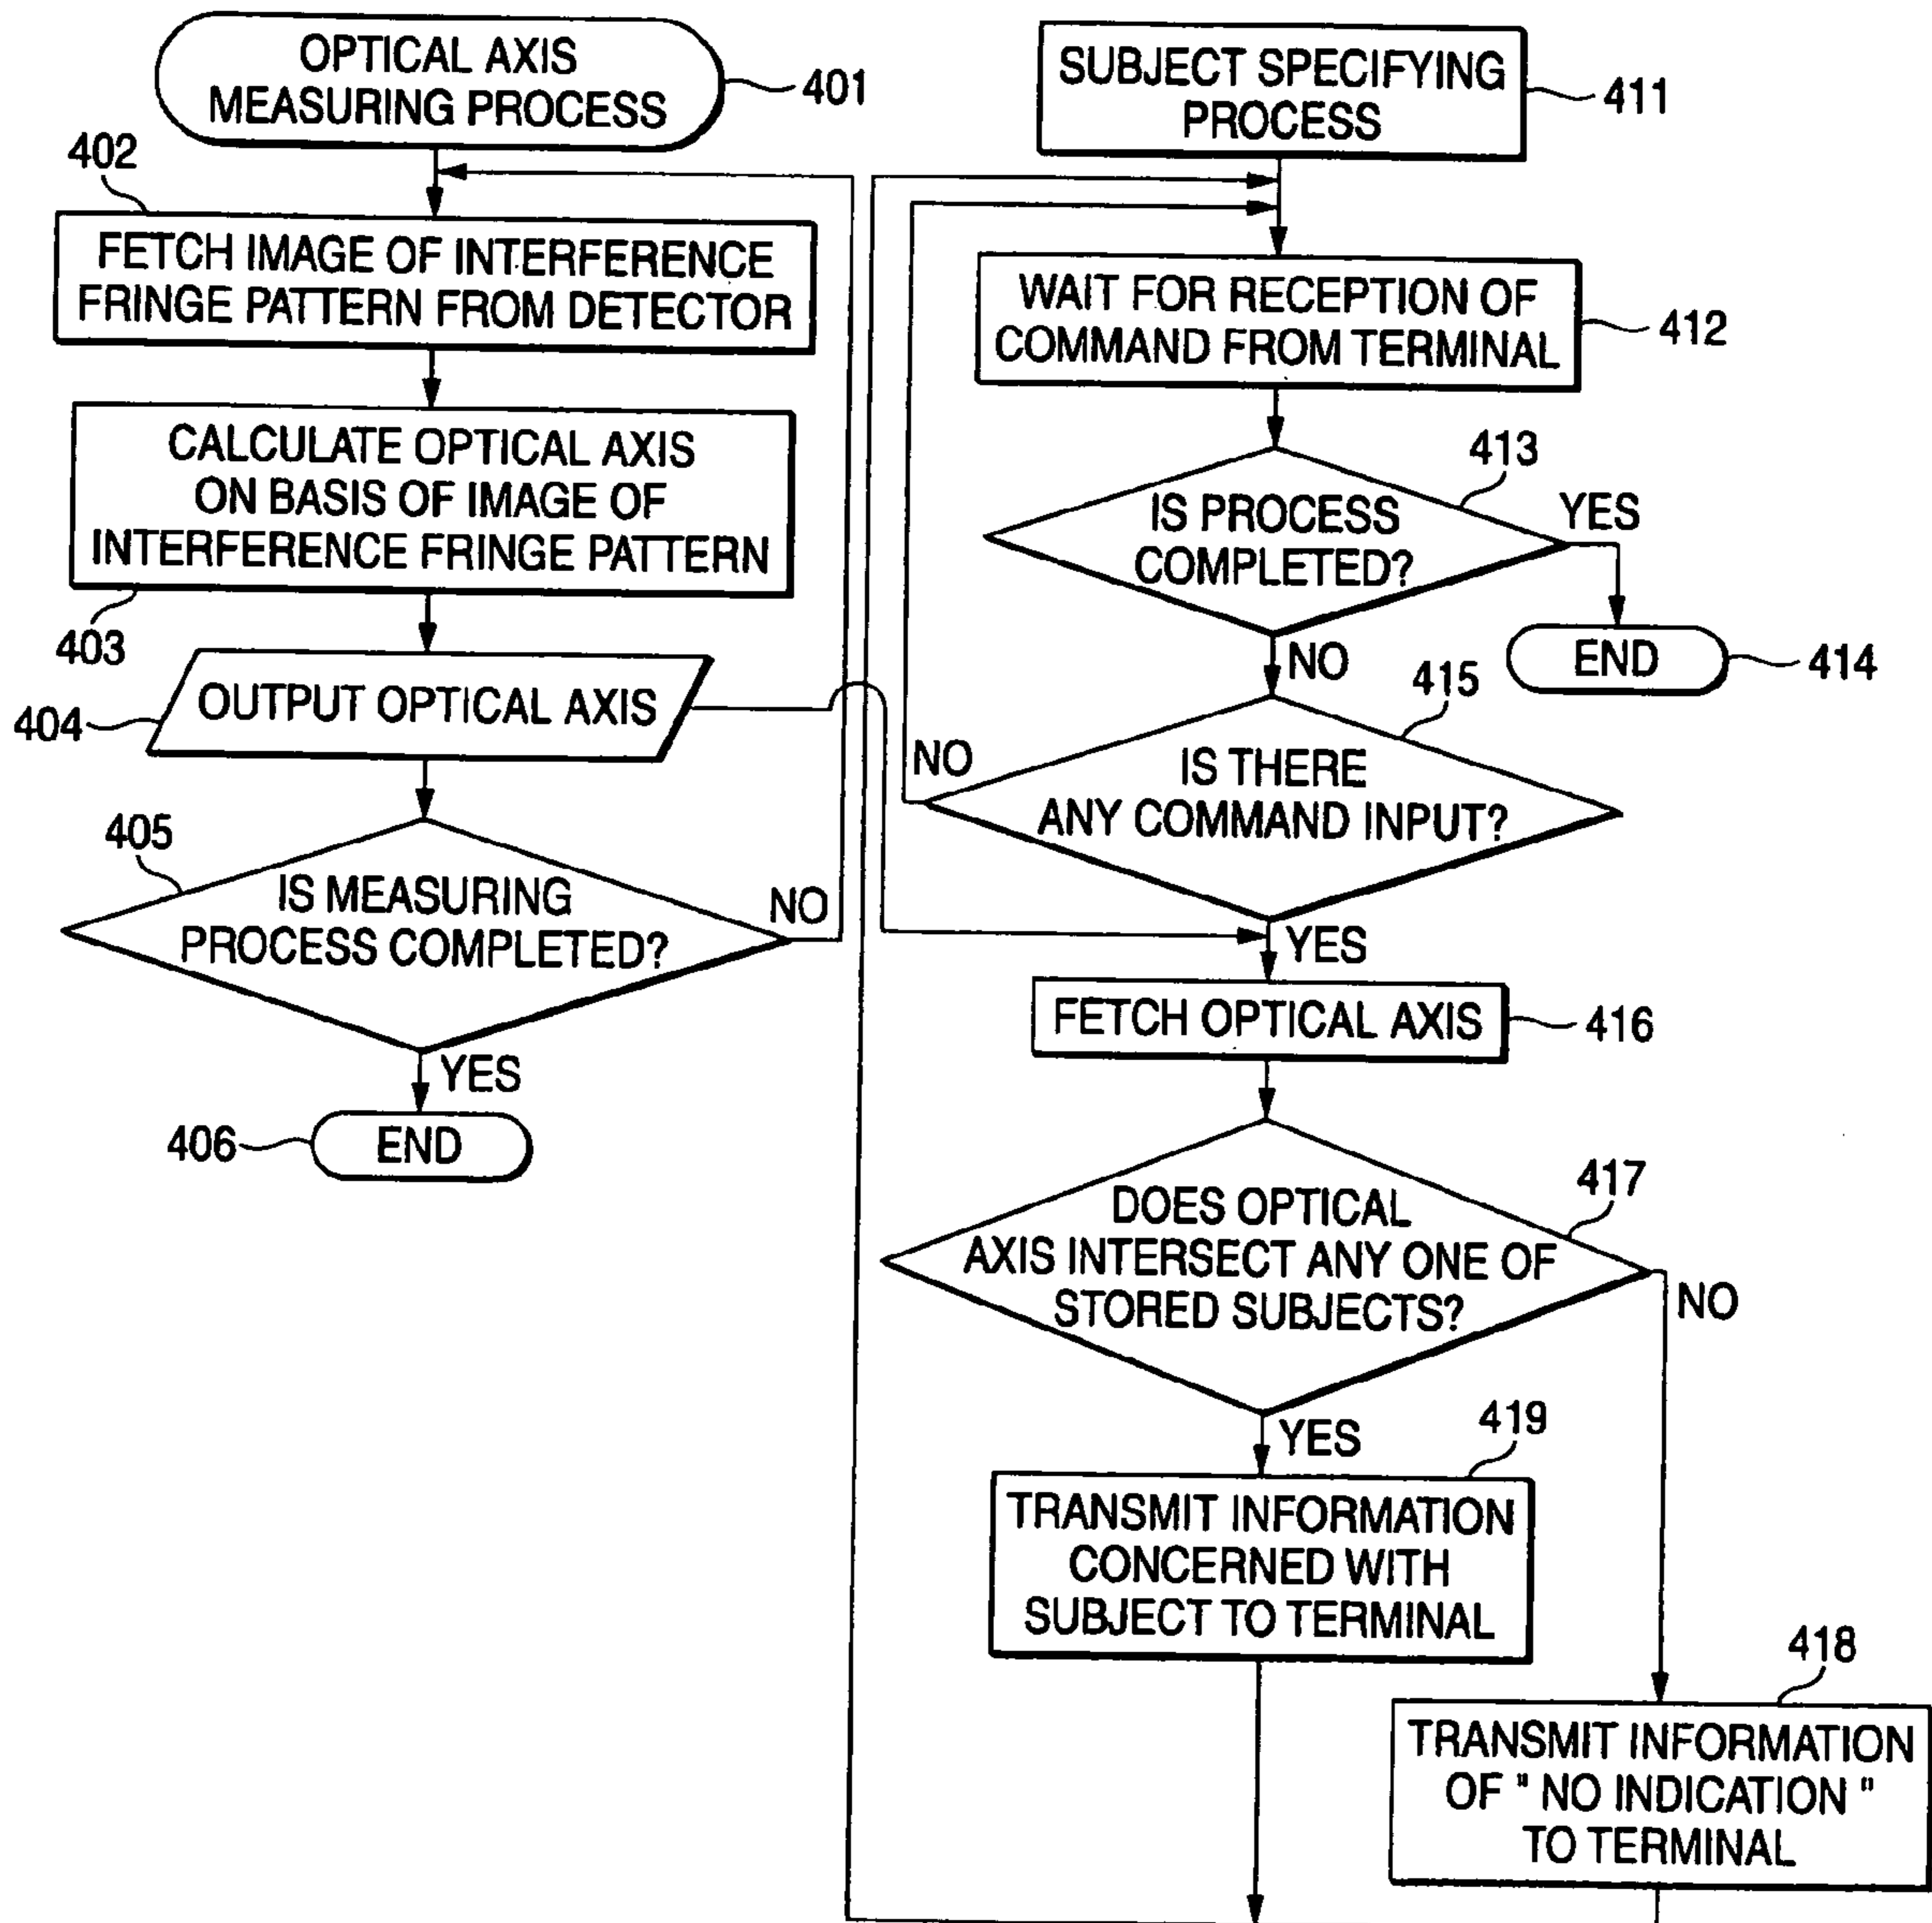 OPTICAL AXIS
MEASURING PROCESS
401
402
FETCH IMAGE OF INTERFERENCE
FRINGE PATTERN FROM DETECTOR
CALCULATE OPTICAL AXIS
ON BASIS OF IMAGE OF
INTERFERENCE FRINGE PATTERN
403
OUTPUT OPTICAL AXIS
404
405
IS MEASURING
PROCESS COMPLETED?
NO
YES
406
END
SUBJECT SPECIFYING
PROCESS
411
WAIT FOR RECEPTION OF
COMMAND FROM TERMINAL
412
413
IS PROCESS
COMPLETED?
YES
END
414
NO
415
IS THERE
ANY COMMAND INPUT?
NO
YES
FETCH OPTICAL AXIS
416
417
DOES OPTICAL
AXIS INTERSECT ANY ONE OF
STORED SUBJECTS?
NO
YES
419
TRANSMIT INFORMATION
CONCERNED WITH
SUBJECT TO TERMINAL
418
TRANSMIT INFORMATION
OF " NO INDICATION "
TO TERMINAL